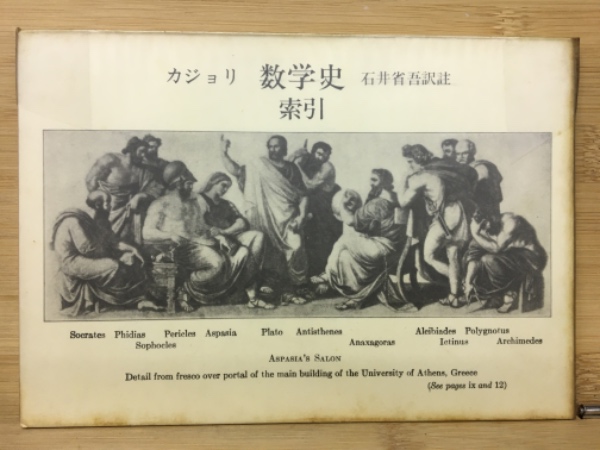 カジョリ 数学史 石井省吾訳註
索引
Socrates Phidias Pericles Aspasia Plato Antisthenes Alcibiades Polygnotus
Sophocles Anaxagoras Ictinus Archimedes
ASPASIA'S SALON
Detail from fresco over portal of the main building of the University of Athens, Greece
(See pages ix and 12)